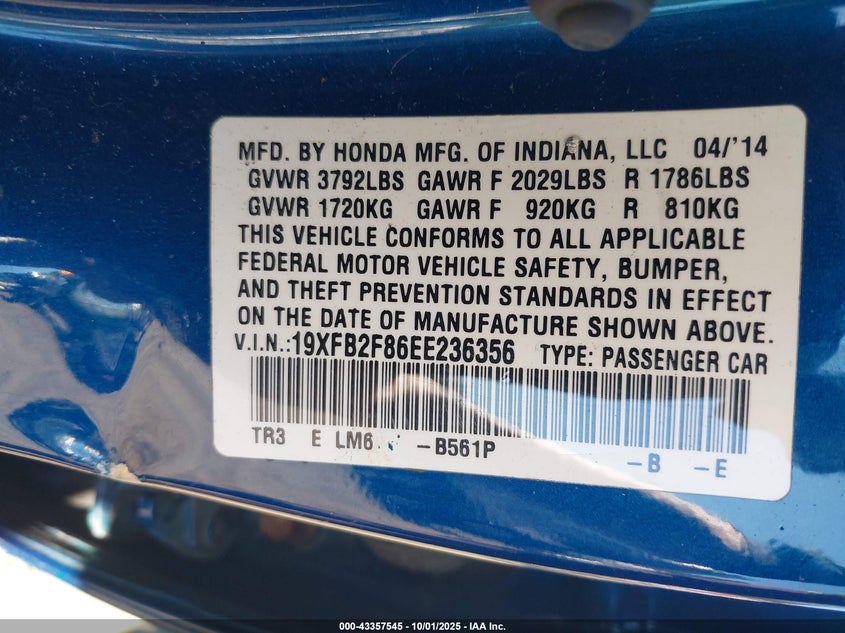 MFD. BY HONDA MFG. OF INDIANA, LLC 04/'14
GVWR 3792LBS GAWR F 2029LBS R 1786LBS
GVWR 1720KG GAWR F 920KG R 810KG
THIS VEHICLE CONFORMS TO ALL APPLICABLE
FEDERAL MOTOR VEHICLE SAFETY, BUMPER,
AND THEFT PREVENTION STANDARDS IN EFFECT
ON THE DATE OF MANUFACTURE SHOWN ABOVE.
V.I.N.:19XFB2F86EE236356 TYPE: PASSENGER CAR
TR3 E LM6 -B561P -B -E
000-43357545 - 10/01/2025 - IAA Inc.